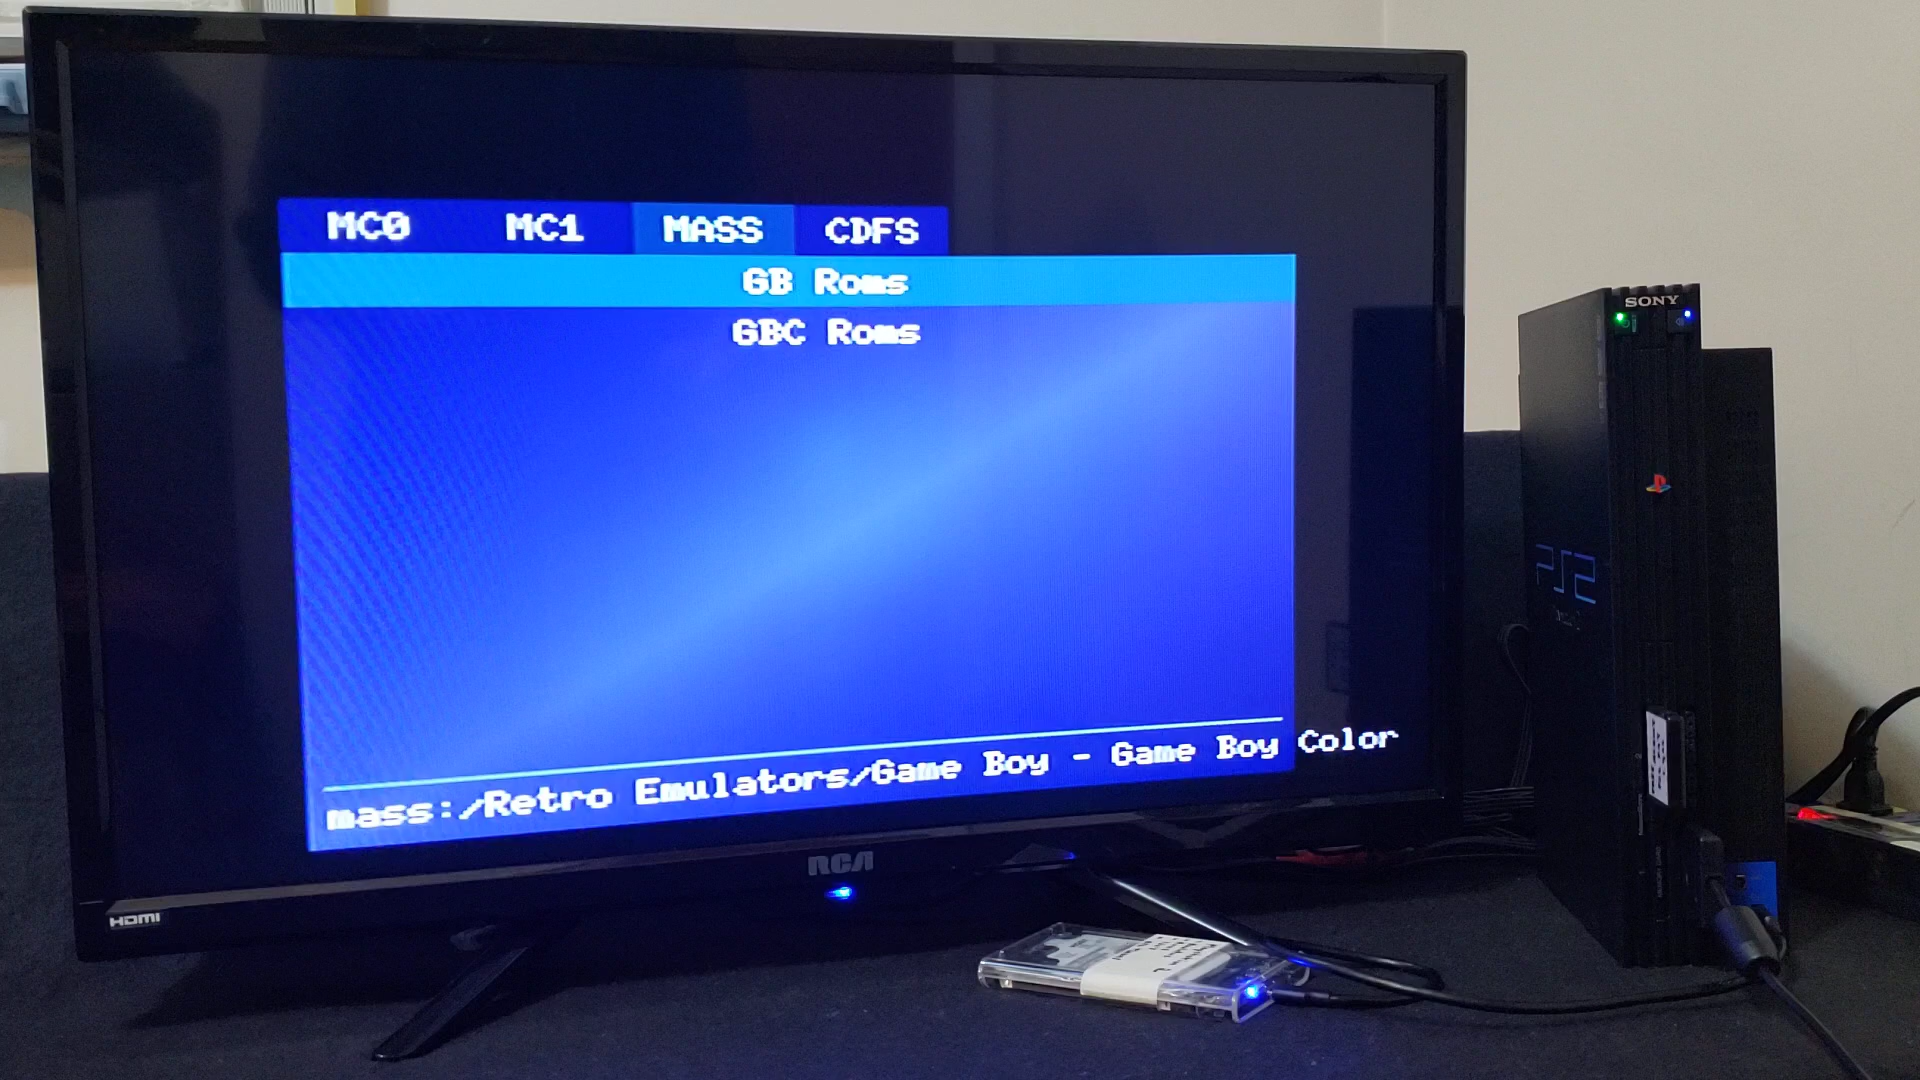 MC0 MC1 MASS CDFS
GB Roms
GBC Roms
mass:/Retro Emulators/Game Boy - Game Boy Color
RCA
HDMI
SONY
PS2